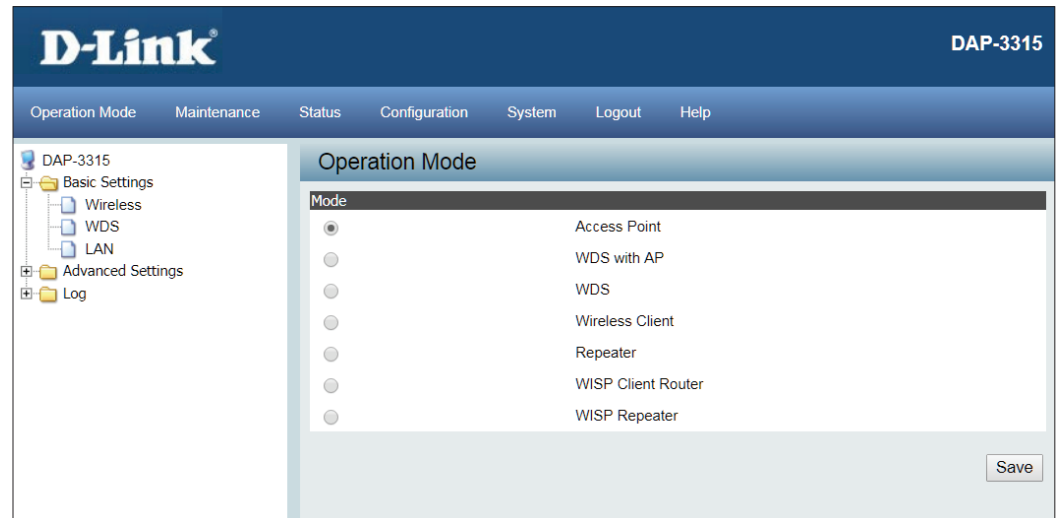 D-Link®
DAP-3315
Operation Mode Maintenance Status Configuration System Logout Help
DAP-3315
Basic Settings
Wireless
WDS
LAN
Advanced Settings
Log
Operation Mode
Mode
Access Point
WDS with AP
WDS
Wireless Client
Repeater
WISP Client Router
WISP Repeater
Save